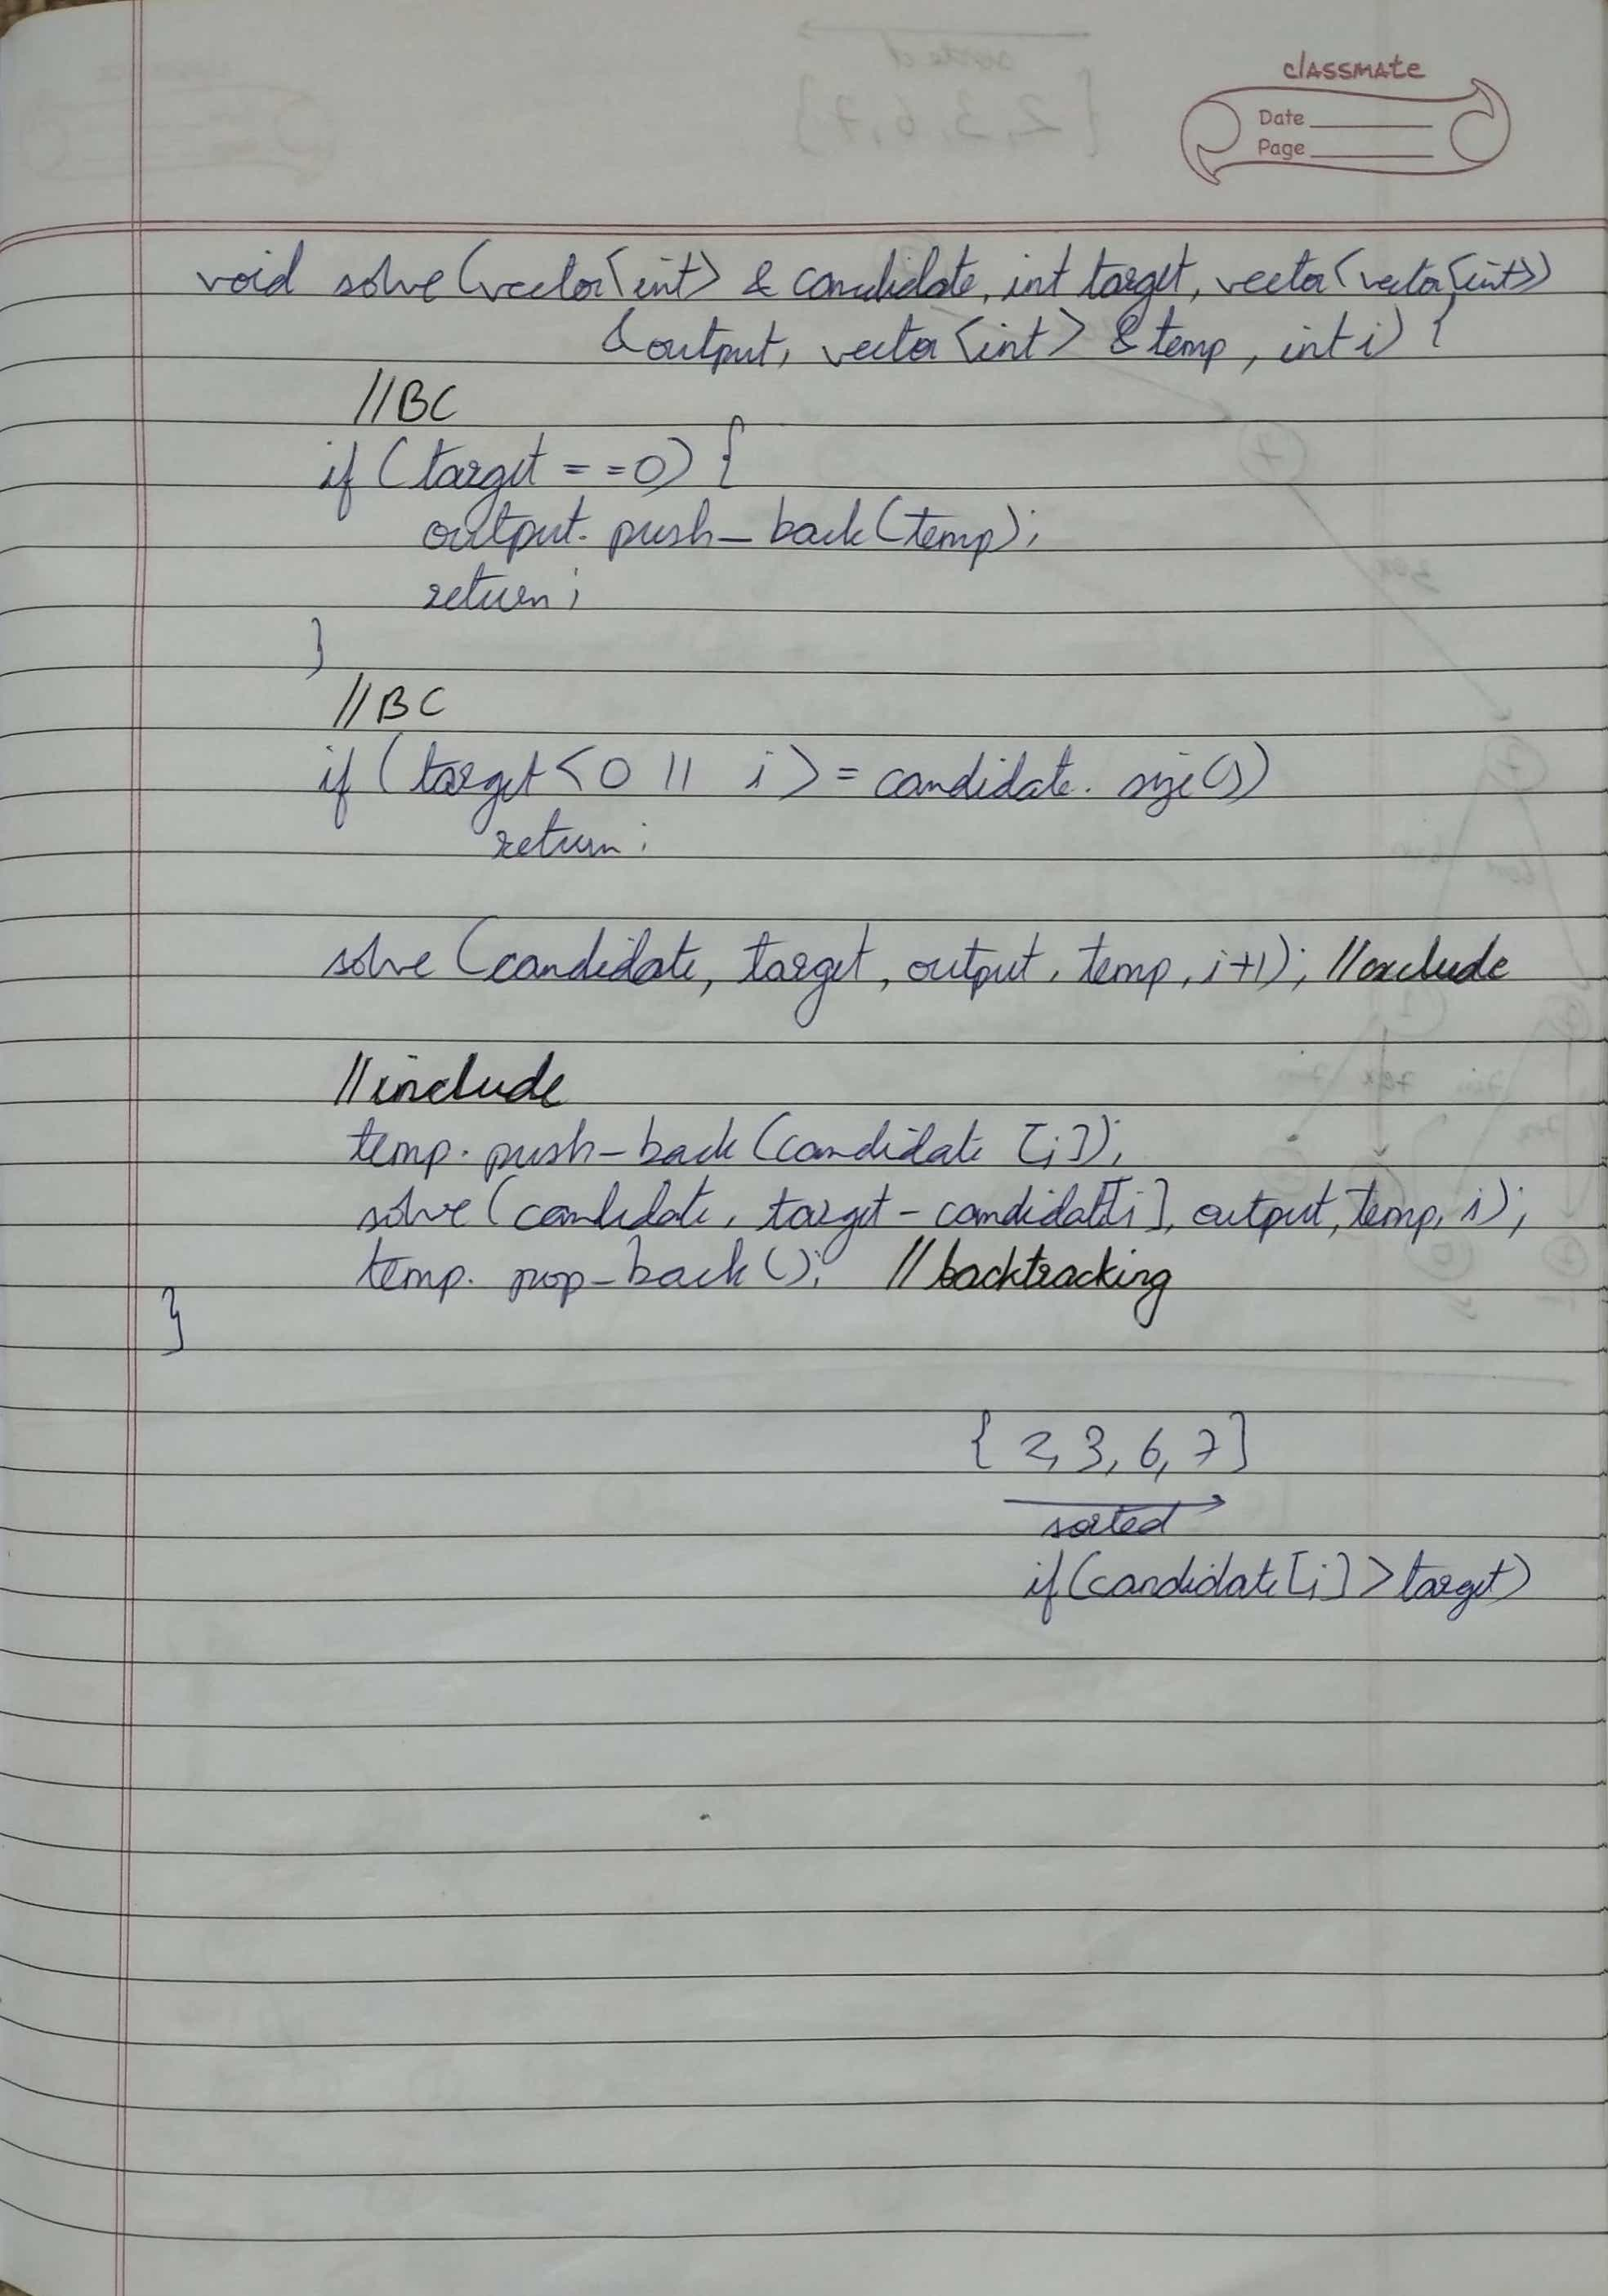 classmate
Date
Page
void solve (vector<int> & candidate, int target, vector<vector<int>>
&output, vector<int> &temp, int i) {
//BC
if (target == 0) {
output. push_back(temp);
return;
}
//BC
if (target < 0 || i >= candidate. size())
return;
solve (candidate, target, output, temp, i+1); //exclude
//include
temp. push_back (candidate [i]);
solve (candidate, target - candidate[i], output, temp, i);
temp. pop_back (); //backtracking
}
{ 2, 3, 6, 7 }
sorted
if (candidate [i] > target)